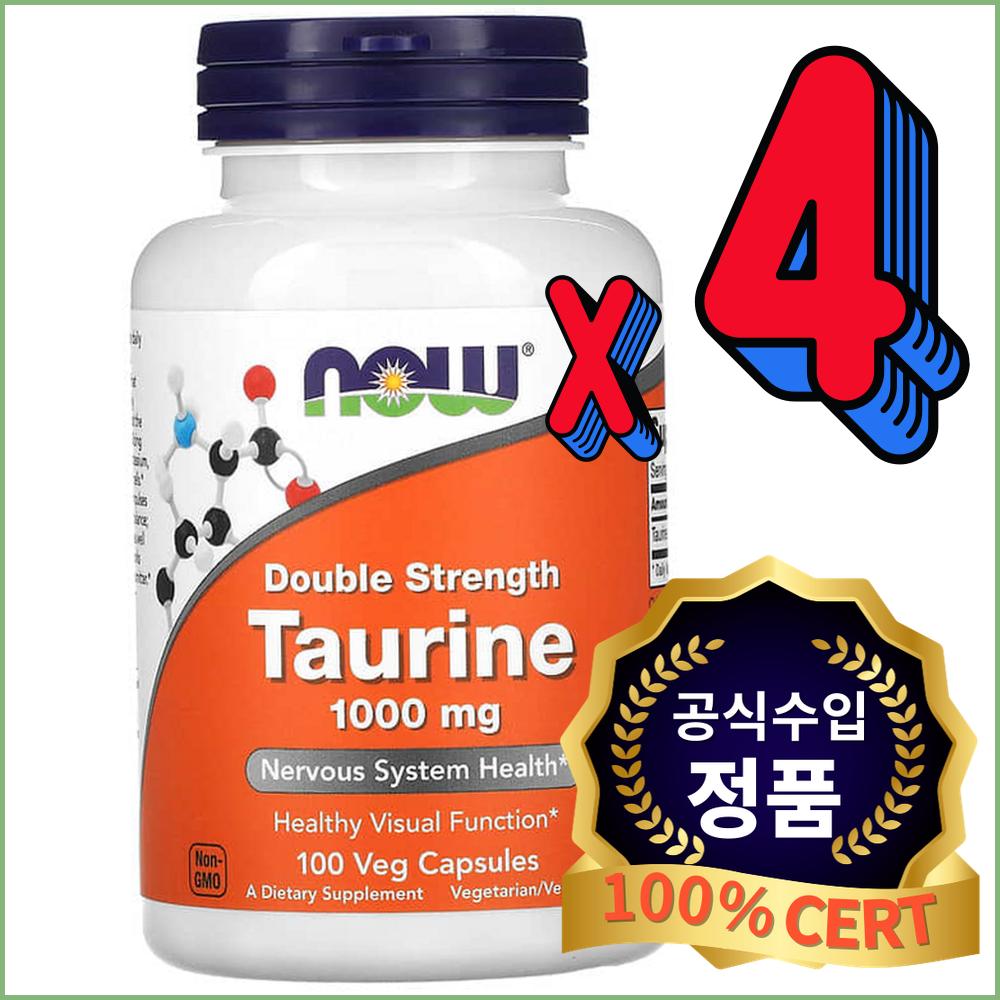 x 4
now®
Double Strength
Taurine
1000 mg
Nervous System Health*
Healthy Visual Function*
100 Veg Capsules
Non-
GMO
A Dietary Supplement
공식수입
정품
100% CERT